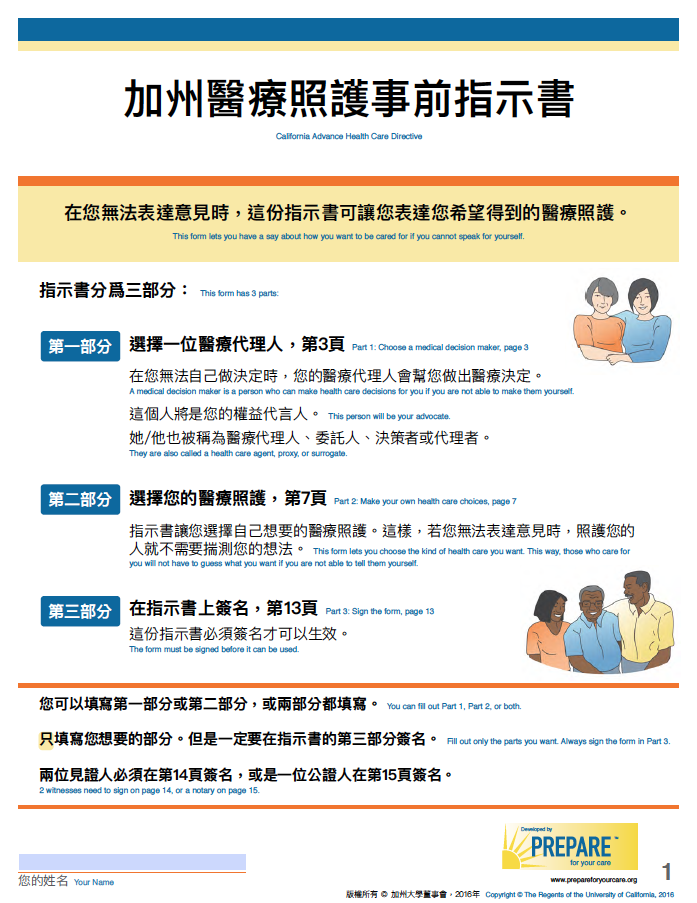 加州醫療照護事前指示書
California Advance Health Care Directive
在您無法表達意見時，這份指示書可讓您表達您希望得到的醫療照護。
This form lets you have a say about how you want to be cared for if you cannot speak for yourself.
指示書分爲三部分： This form has 3 parts:
第一部分 選擇一位醫療代理人，第3頁 Part 1: Choose a medical decision maker, page 3
在您無法自己做決定時，您的醫療代理人會幫您做出醫療決定。
A medical decision maker is a person who can make health care decisions for you if you are not able to make them yourself.
這個人將是您的權益代言人。 This person will be your advocate.
她/他也被稱為醫療代理人、委託人、決策者或代理者。
They are also called a health care agent, proxy, or surrogate.
第二部分 選擇您的醫療照護，第7頁 Part 2: Make your own health care choices, page 7
指示書讓您選擇自己想要的醫療照護。這樣，若您無法表達意見時，照護您的
人就不需要揣測您的想法。 This form lets you choose the kind of health care you want. This way, those who care for
you will not have to guess what you want if you are not able to tell them yourself.
第三部分 在指示書上簽名，第13頁 Part 3: Sign the form, page 13
這份指示書必須簽名才可以生效。
The form must be signed before it can be used.
您可以填寫第一部分或第二部分，或兩部分都填寫。 You can fill out Part 1, Part 2, or both.
只填寫您想要的部分。但是一定要在指示書的第三部分簽名。 Fill out only the parts you want. Always sign the form in Part 3.
兩位見證人必須在第14頁簽名，或是一位公證人在第15頁簽名。
2 witnesses need to sign on page 14, or a notary on page 15.
Developed by
PREPARE™
for your care
您的姓名 Your Name
www.prepareforyourcare.org
1
版權所有 © 加州大學董事會，2016年 Copyright © The Regents of the University of California, 2016